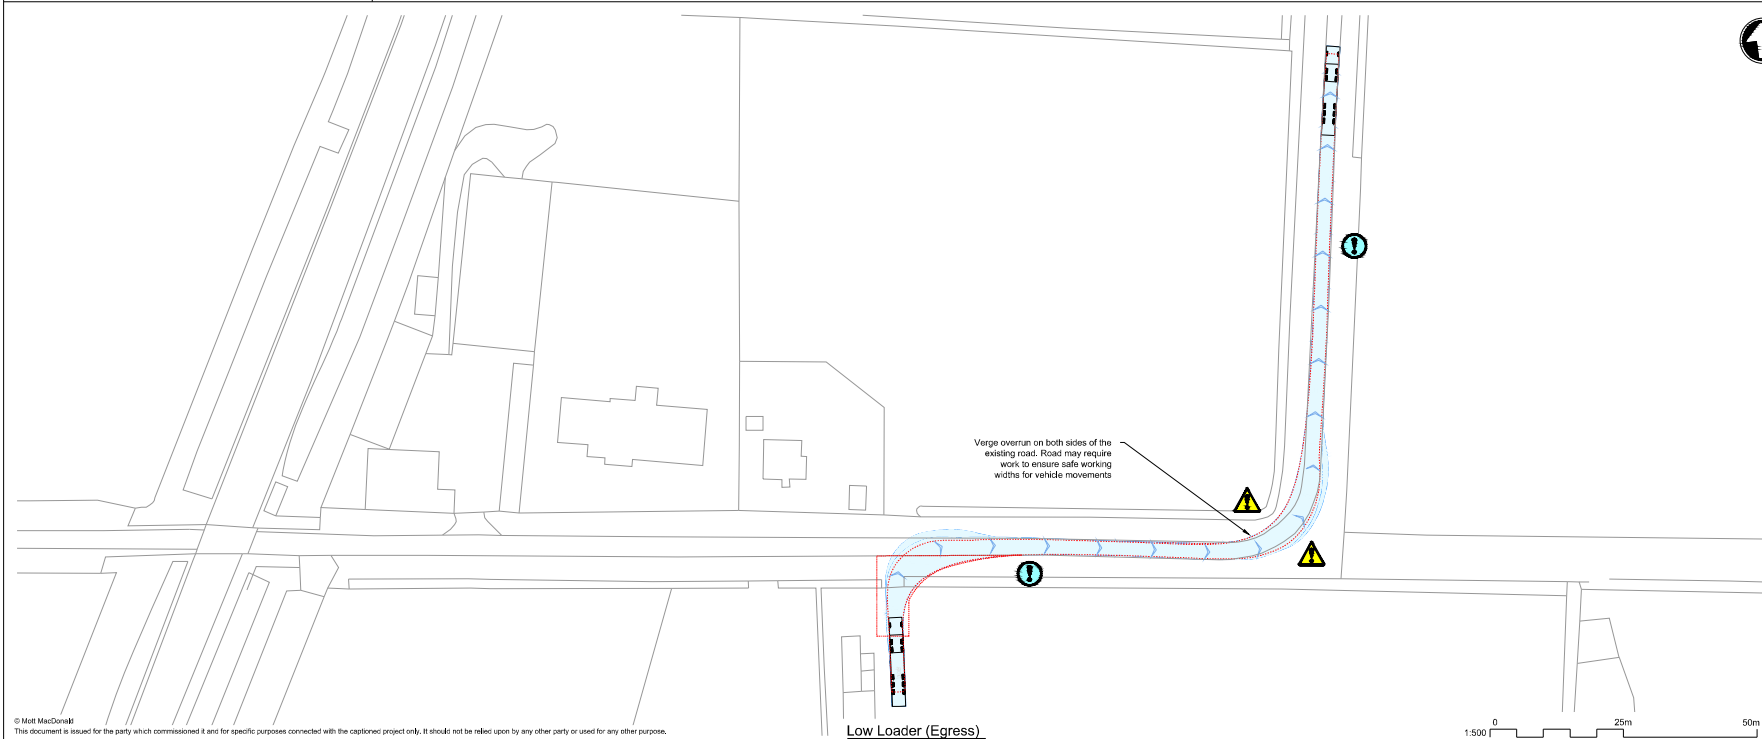 Verge overrun on both sides of the
existing road. Road may require
work to ensure safe working
widths for vehicle movements
© Mott MacDonald
This document is issued for the party which commissioned it and for specific purposes connected with the captioned project only. It should not be relied upon by any other party or used for any other purpose.
Low Loader (Egress)
0 25m 50m
1:500